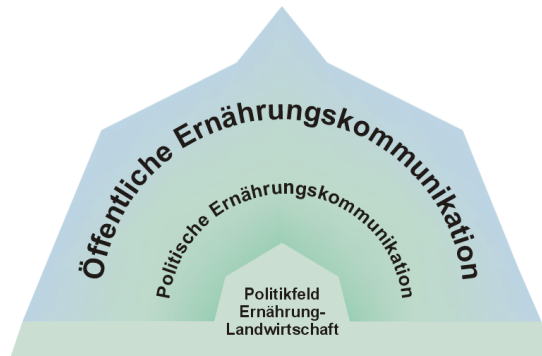 Öffentliche Ernährungskommunikation
Politische Ernährungskommunikation
Politikfeld
Ernährung-
Landwirtschaft